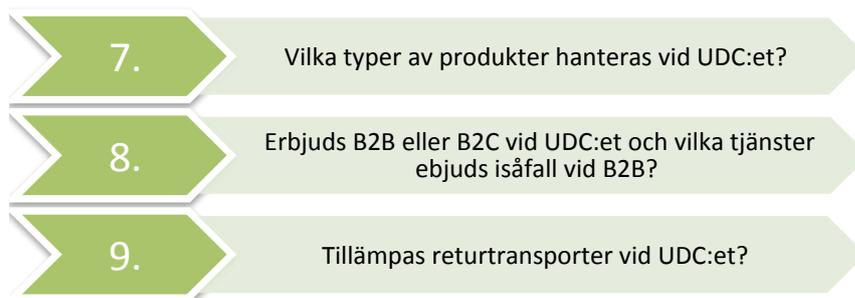 7.
Vilka typer av produkter hanteras vid UDC:et?
8.
Erbjuds B2B eller B2C vid UDC:et och vilka tjänster
ebjuds isåfall vid B2B?
9.
Tillämpas returtransporter vid UDC:et?